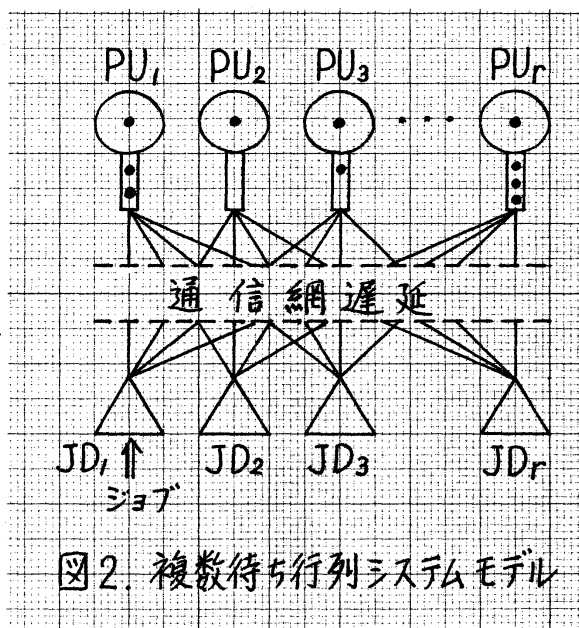 PU₁ PU₂ PU₃ ... PUr
通信網遅延
JD₁ JD₂ JD₃ JDr
ジョブ
図2. 複数待ち行列システムモデル